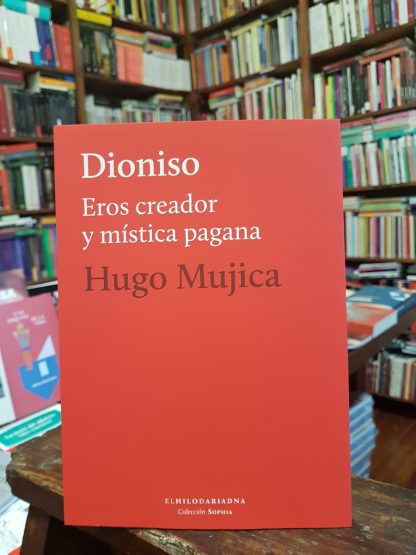 Dioniso
Eros creador
y mística pagana
Hugo Mujica
ELHILODARIADNA
Colección SOPHIA